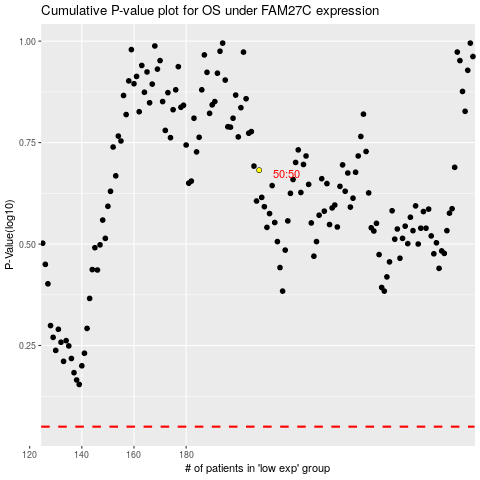 Cumulative P-value plot for OS under FAM27C expression
P-Value(log10)
1.00
0.75
0.50
0.25
50:50
120 140 160 180
# of patients in 'low exp' group